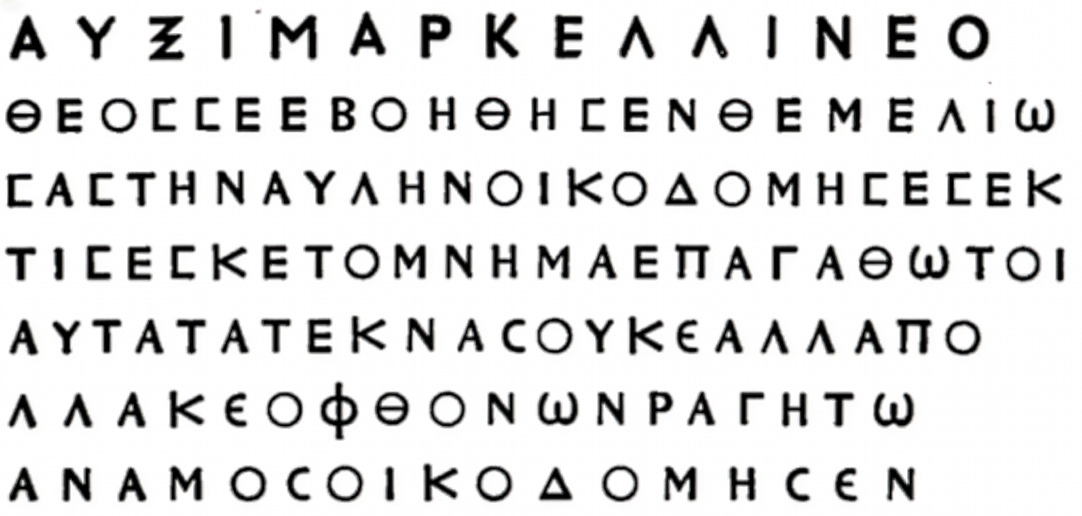 ΑΥΞΙΜΑΡΚΕΛΛΙΝΕΟ
ΘΕΟΣΣΕΕΒΟΗΘΗΣΕΝΘΕΜΕΛΙΩ
ΣΑΣΤΗΝΑΥΛΗΝΟΙΚΟΔΟΜΗΣΕΣΕΚ
ΤΙΣΕΣΚΕΤΟΜΝΗΜΑΕΠΑΓΑΘΩΤΟΙ
ΑΥΤΑΤΑΤΕΚΝΑΣΟΥΚΕΑΛΛΑΠΟ
ΛΛΑΚΕΟΦΘΟΝΩΝΡΑΓΗΤΩ
ΑΝΑΜΟΣΟΙΚΟΔΟΜΗΣΕΝ